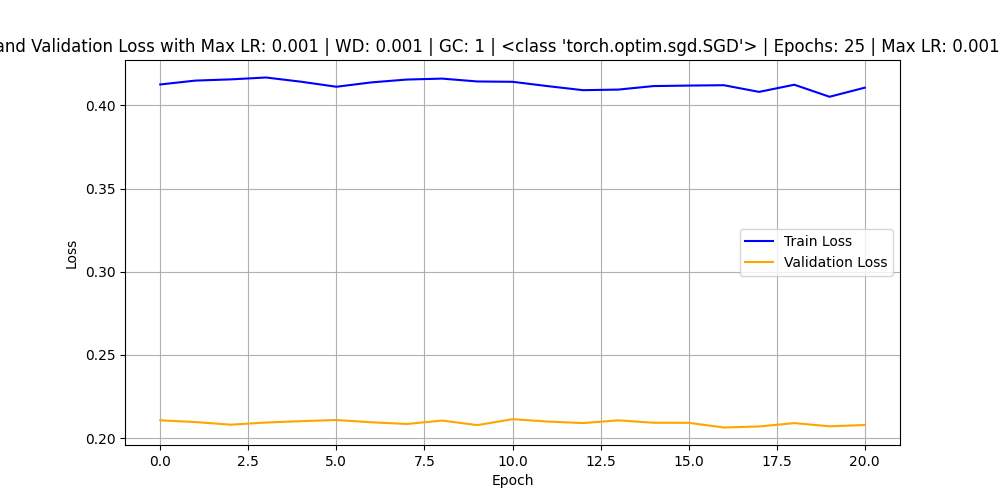 and Validation Loss with Max LR: 0.001 | WD: 0.001 | GC: 1 | <class 'torch.optim.sgd.SGD'> | Epochs: 25 | Max LR: 0.001
0.40
0.35
0.30
0.25
0.20
Loss
Train Loss
Validation Loss
0.0 2.5 5.0 7.5 10.0 12.5 15.0 17.5 20.0
Epoch